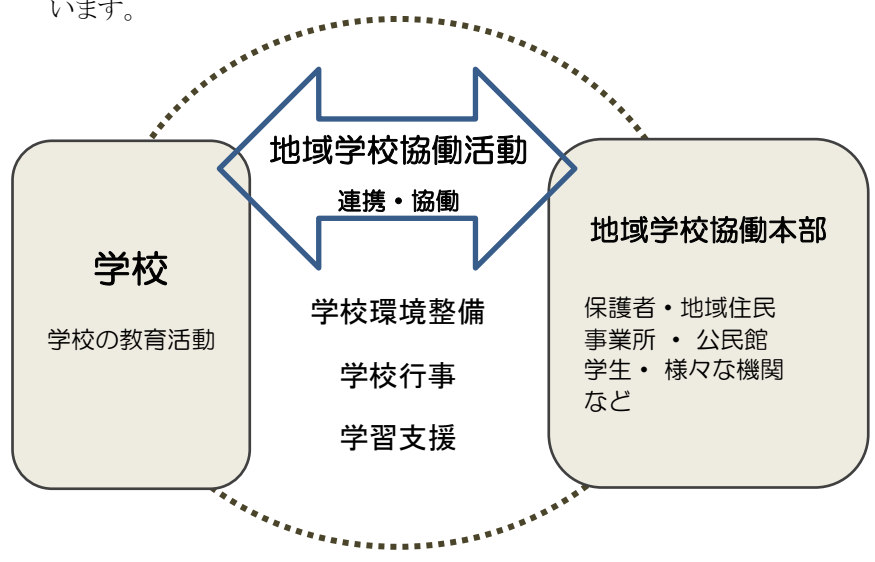 います。
地域学校協働活動
連携・協働
学校
学校の教育活動
学校環境整備
学校行事
学習支援
地域学校協働本部
保護者・地域住民
事業所 ・ 公民館
学生・ 様々な機関
など